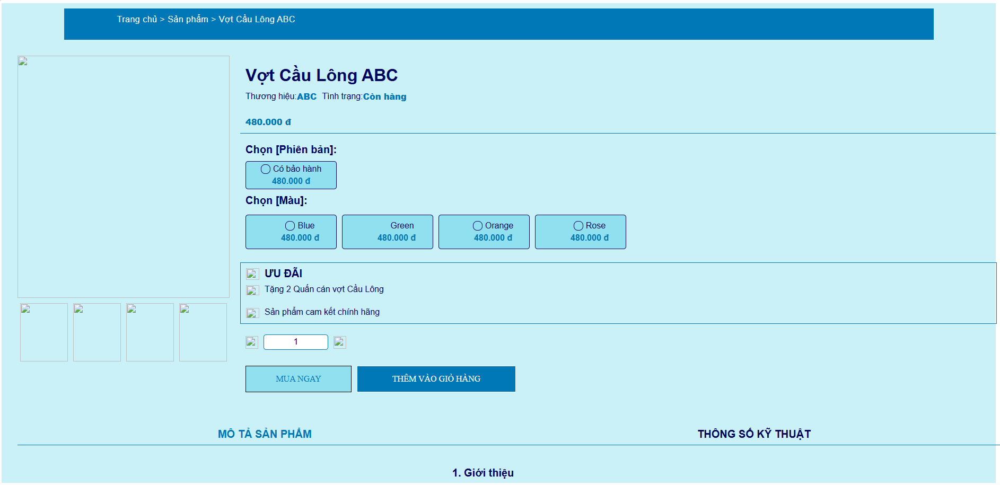 Trang chủ > Sản phẩm > Vợt Cầu Lông ABC
Vợt Cầu Lông ABC
Thương hiệu:ABC Tình trạng:Còn hàng
480.000 đ
Chọn [Phiên bản]:
Có bảo hành
480.000 đ
Chọn [Màu]:
Blue Green Orange Rose
480.000 đ 480.000 đ 480.000 đ 480.000 đ
ƯU ĐÃI
Tặng 2 Quấn cán vợt Cầu Lông
Sản phẩm cam kết chính hãng
1
MUA NGAY THÊM VÀO GIỎ HÀNG
MÔ TẢ SẢN PHẨM THÔNG SỐ KỸ THUẬT
1. Giới thiệu